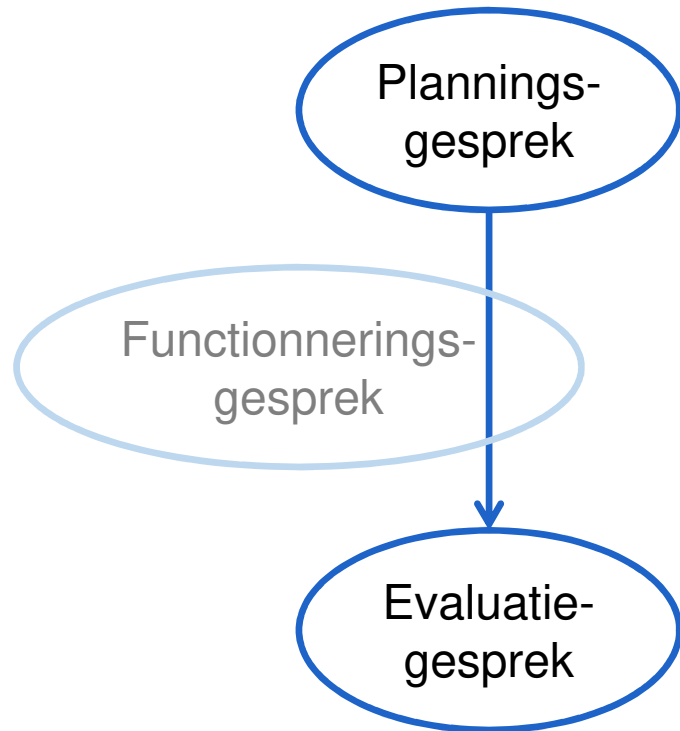 Plannings-
gesprek
Functionnerings-
gesprek
Evaluatie-
gesprek